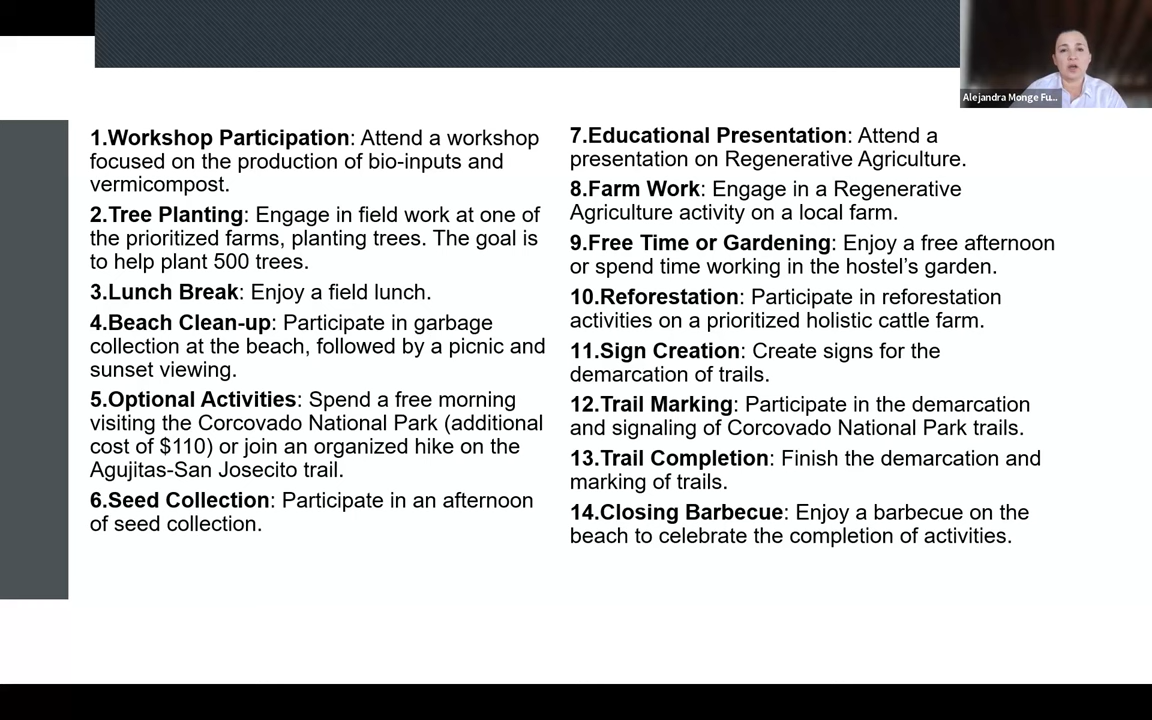 Alejandra Monge Fu...
1.Workshop Participation: Attend a workshop
focused on the production of bio-inputs and
vermicompost.
2.Tree Planting: Engage in field work at one of
the prioritized farms, planting trees. The goal is
to help plant 500 trees.
3.Lunch Break: Enjoy a field lunch.
4.Beach Clean-up: Participate in garbage
collection at the beach, followed by a picnic and
sunset viewing.
5.Optional Activities: Spend a free morning
visiting the Corcovado National Park (additional
cost of $110) or join an organized hike on the
Agujitas-San Josecito trail.
6.Seed Collection: Participate in an afternoon
of seed collection.
7.Educational Presentation: Attend a
presentation on Regenerative Agriculture.
8.Farm Work: Engage in a Regenerative
Agriculture activity on a local farm.
9.Free Time or Gardening: Enjoy a free afternoon
or spend time working in the hostel’s garden.
10.Reforestation: Participate in reforestation
activities on a prioritized holistic cattle farm.
11.Sign Creation: Create signs for the
demarcation of trails.
12.Trail Marking: Participate in the demarcation
and signaling of Corcovado National Park trails.
13.Trail Completion: Finish the demarcation and
marking of trails.
14.Closing Barbecue: Enjoy a barbecue on the
beach to celebrate the completion of activities.